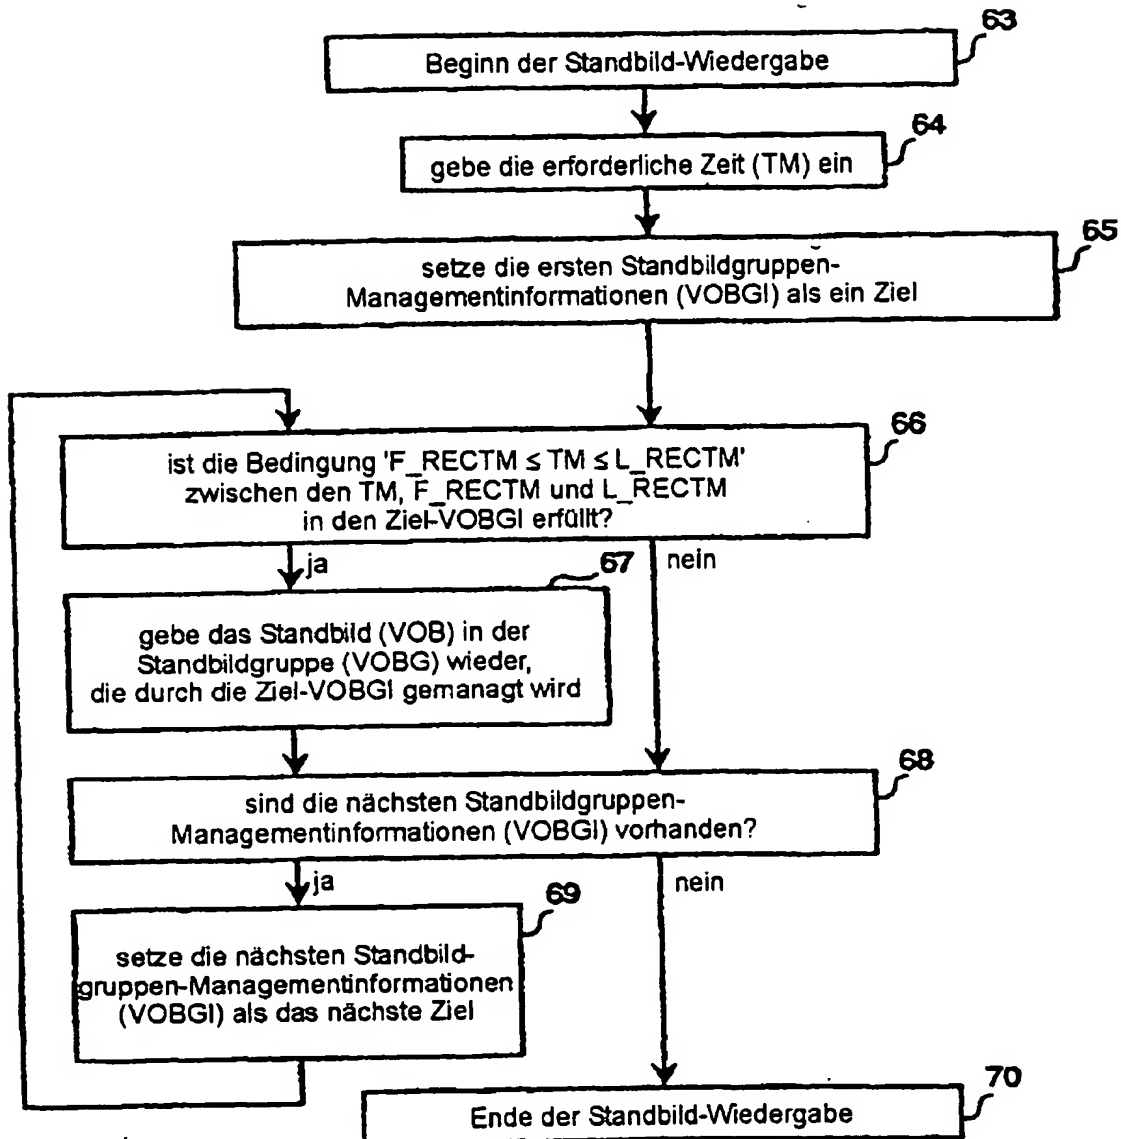 63
Beginn der Standbild-Wiedergabe
64
gebe die erforderliche Zeit (TM) ein
65
setze die ersten Standbildgruppen-
Managementinformationen (VOBGI) als ein Ziel
66
ist die Bedingung 'F_RECTM ≤ TM ≤ L_RECTM'
zwischen den TM, F_RECTM und L_RECTM
in den Ziel-VOBGI erfüllt?
ja
nein
67
gebe das Standbild (VOB) in der
Standbildgruppe (VOBG) wieder,
die durch die Ziel-VOBGI gemanagt wird
68
sind die nächsten Standbildgruppen-
Managementinformationen (VOBGI) vorhanden?
ja
nein
69
setze die nächsten Standbild-
gruppen-Managementinformationen
(VOBGI) als das nächste Ziel
70
Ende der Standbild-Wiedergabe